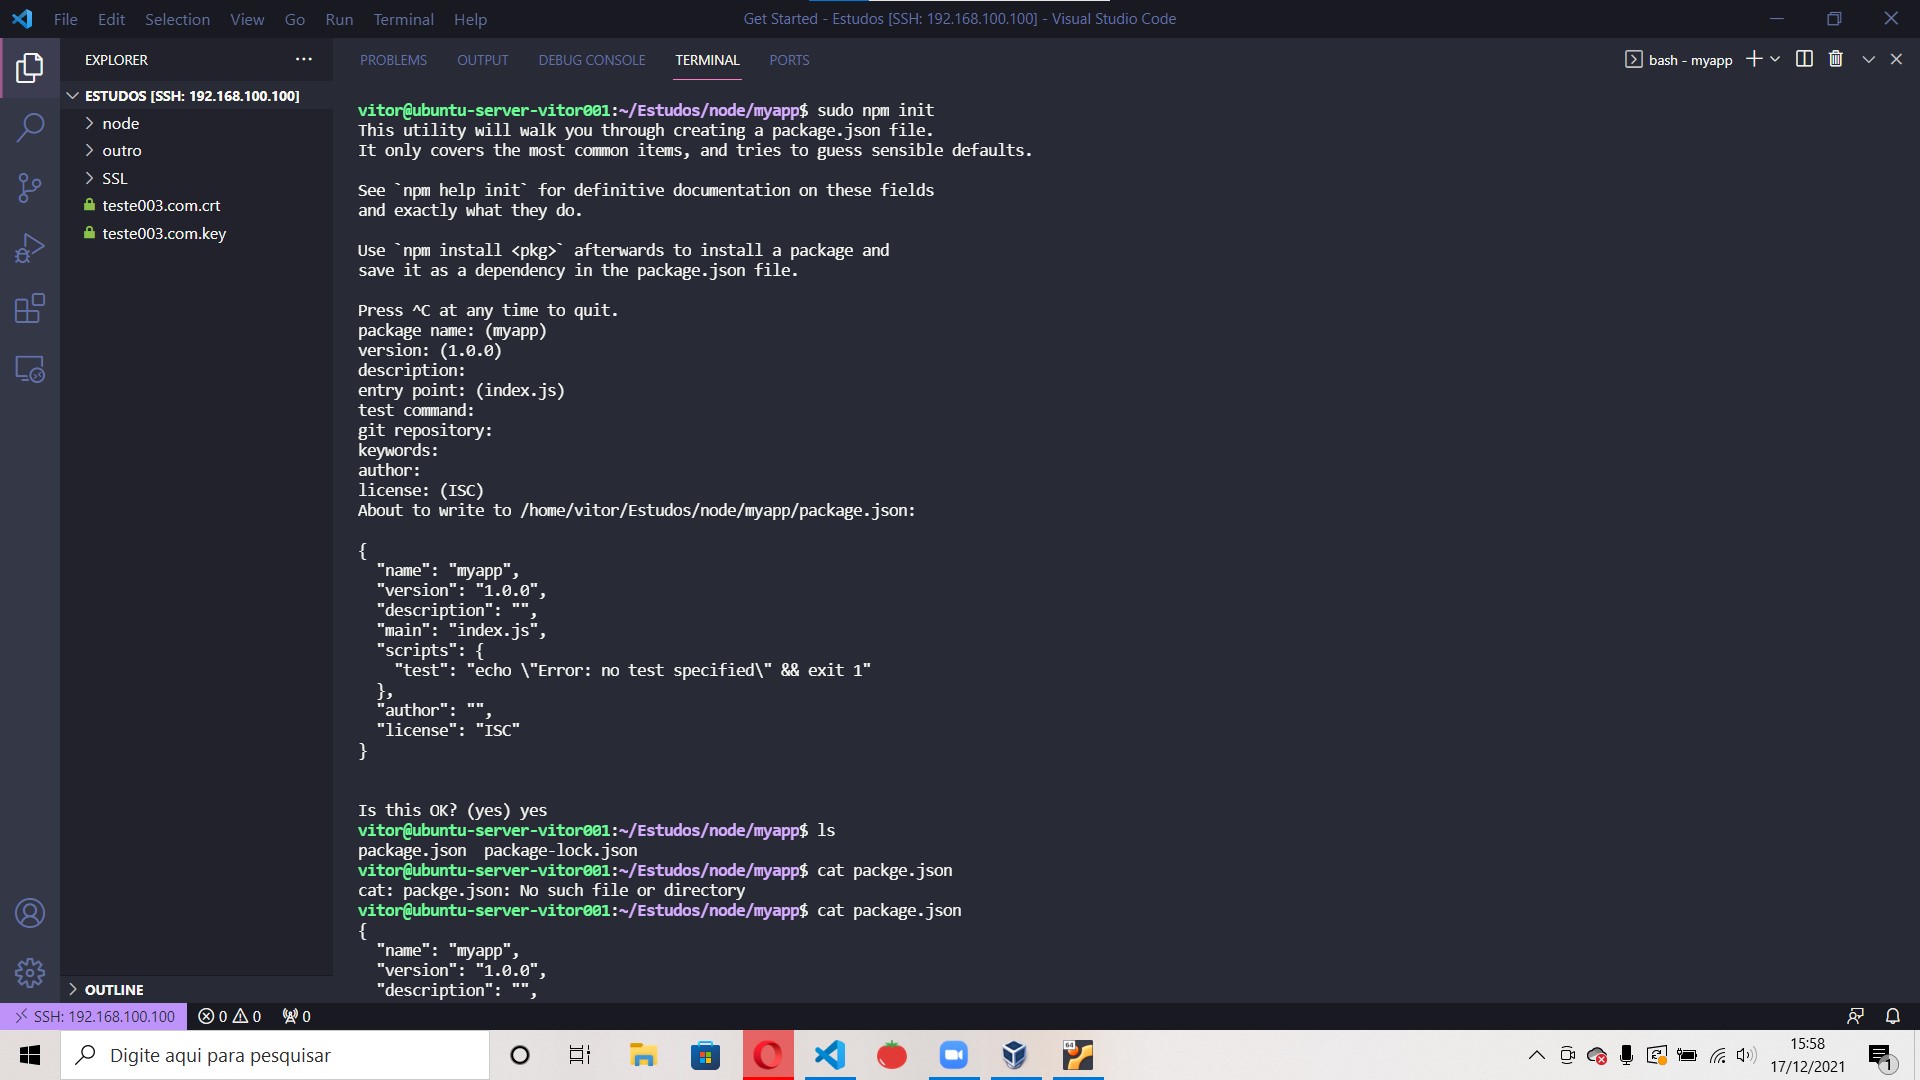 File Edit Selection View Go Run Terminal Help
Get Started - Estudos [SSH: 192.168.100.100] - Visual Studio Code
EXPLORER
ESTUDOS [SSH: 192.168.100.100]
node
outro
SSL
teste003.com.crt
teste003.com.key
OUTLINE
PROBLEMS OUTPUT DEBUG CONSOLE TERMINAL PORTS
bash - myapp
vitor@ubuntu-server-vitor001:~/Estudos/node/myapp$ sudo npm init
This utility will walk you through creating a package.json file.
It only covers the most common items, and tries to guess sensible defaults.
See `npm help init` for definitive documentation on these fields
and exactly what they do.
Use `npm install <pkg>` afterwards to install a package and
save it as a dependency in the package.json file.
Press ^C at any time to quit.
package name: (myapp)
version: (1.0.0)
description:
entry point: (index.js)
test command:
git repository:
keywords:
author:
license: (ISC)
About to write to /home/vitor/Estudos/node/myapp/package.json:
{
  "name": "myapp",
  "version": "1.0.0",
  "description": "",
  "main": "index.js",
  "scripts": {
    "test": "echo \"Error: no test specified\" && exit 1"
  },
  "author": "",
  "license": "ISC"
}
Is this OK? (yes) yes
vitor@ubuntu-server-vitor001:~/Estudos/node/myapp$ ls
package.json  package-lock.json
vitor@ubuntu-server-vitor001:~/Estudos/node/myapp$ cat packge.json
cat: packge.json: No such file or directory
vitor@ubuntu-server-vitor001:~/Estudos/node/myapp$ cat package.json
{
  "name": "myapp",
  "version": "1.0.0",
  "description": "",
SSH: 192.168.100.100 0 0 0
Digite aqui para pesquisar
64
15:58
17/12/2021
1